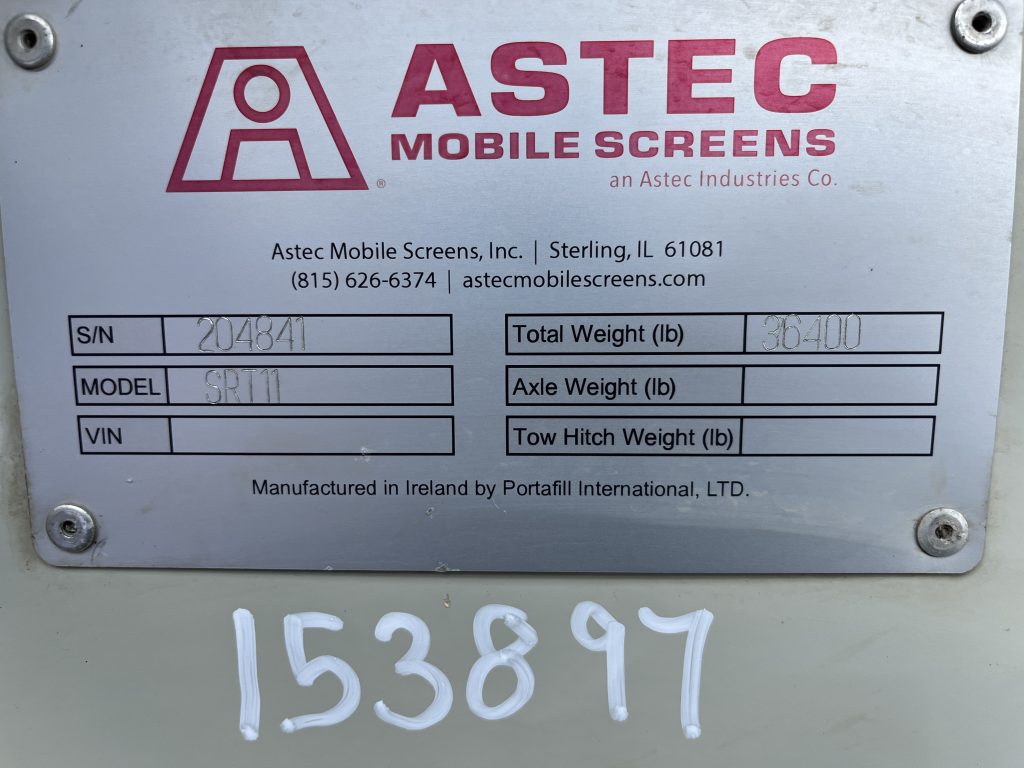 ASTEC
MOBILE SCREENS
an Astec Industries Co.
®
Astec Mobile Screens, Inc. | Sterling, IL 61081
(815) 626-6374 | astecmobilescreens.com
S/N 204841 Total Weight (lb) 36400
MODEL SRT11 Axle Weight (lb)
VIN Tow Hitch Weight (lb)
Manufactured in Ireland by Portafill International, LTD.
153897